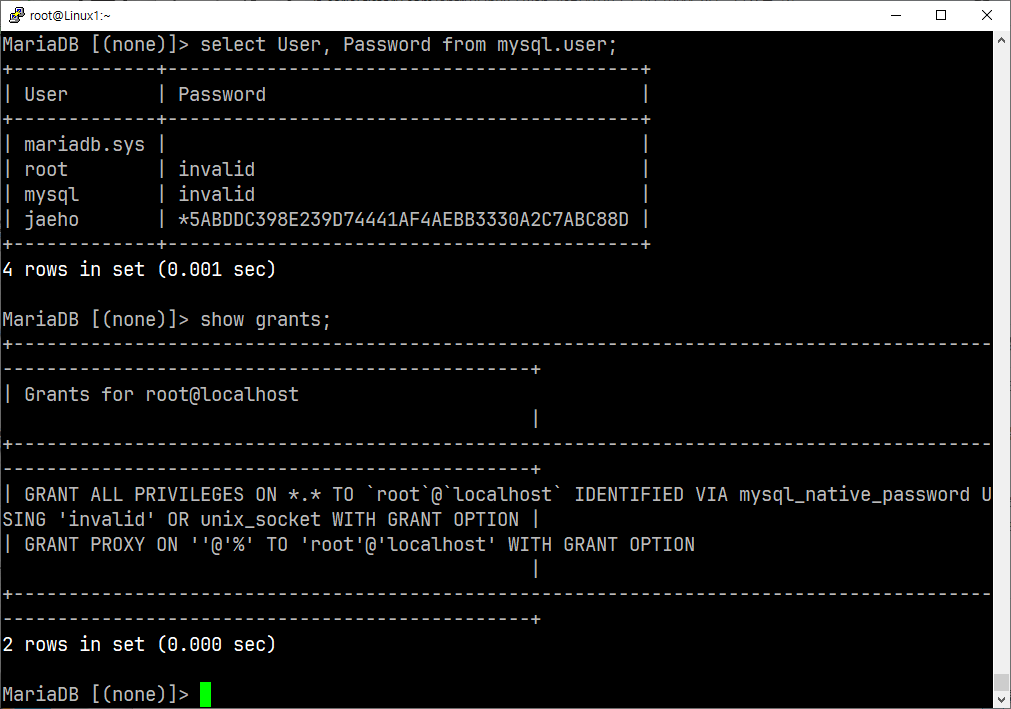 root@Linux1:~
MariaDB [(none)]> select User, Password from mysql.user;
+-------------+-------------------------------------------+
| User        | Password                                  |
+-------------+-------------------------------------------+
| mariadb.sys |                                           |
| root        | invalid                                   |
| mysql       | invalid                                   |
| jaeho       | *5ABDDC398E239D74441AF4AEBB3330A2C7ABC88D |
+-------------+-------------------------------------------+
4 rows in set (0.001 sec)

MariaDB [(none)]> show grants;
+-----------------------------------------------------------------------------------------
------------------------------------------------+
| Grants for root@localhost
                                                |
+-----------------------------------------------------------------------------------------
------------------------------------------------+
| GRANT ALL PRIVILEGES ON *.* TO `root`@`localhost` IDENTIFIED VIA mysql_native_password U
SING 'invalid' OR unix_socket WITH GRANT OPTION |
| GRANT PROXY ON ''@'%' TO 'root'@'localhost' WITH GRANT OPTION
                                                |
+-----------------------------------------------------------------------------------------
------------------------------------------------+
2 rows in set (0.000 sec)

MariaDB [(none)]>